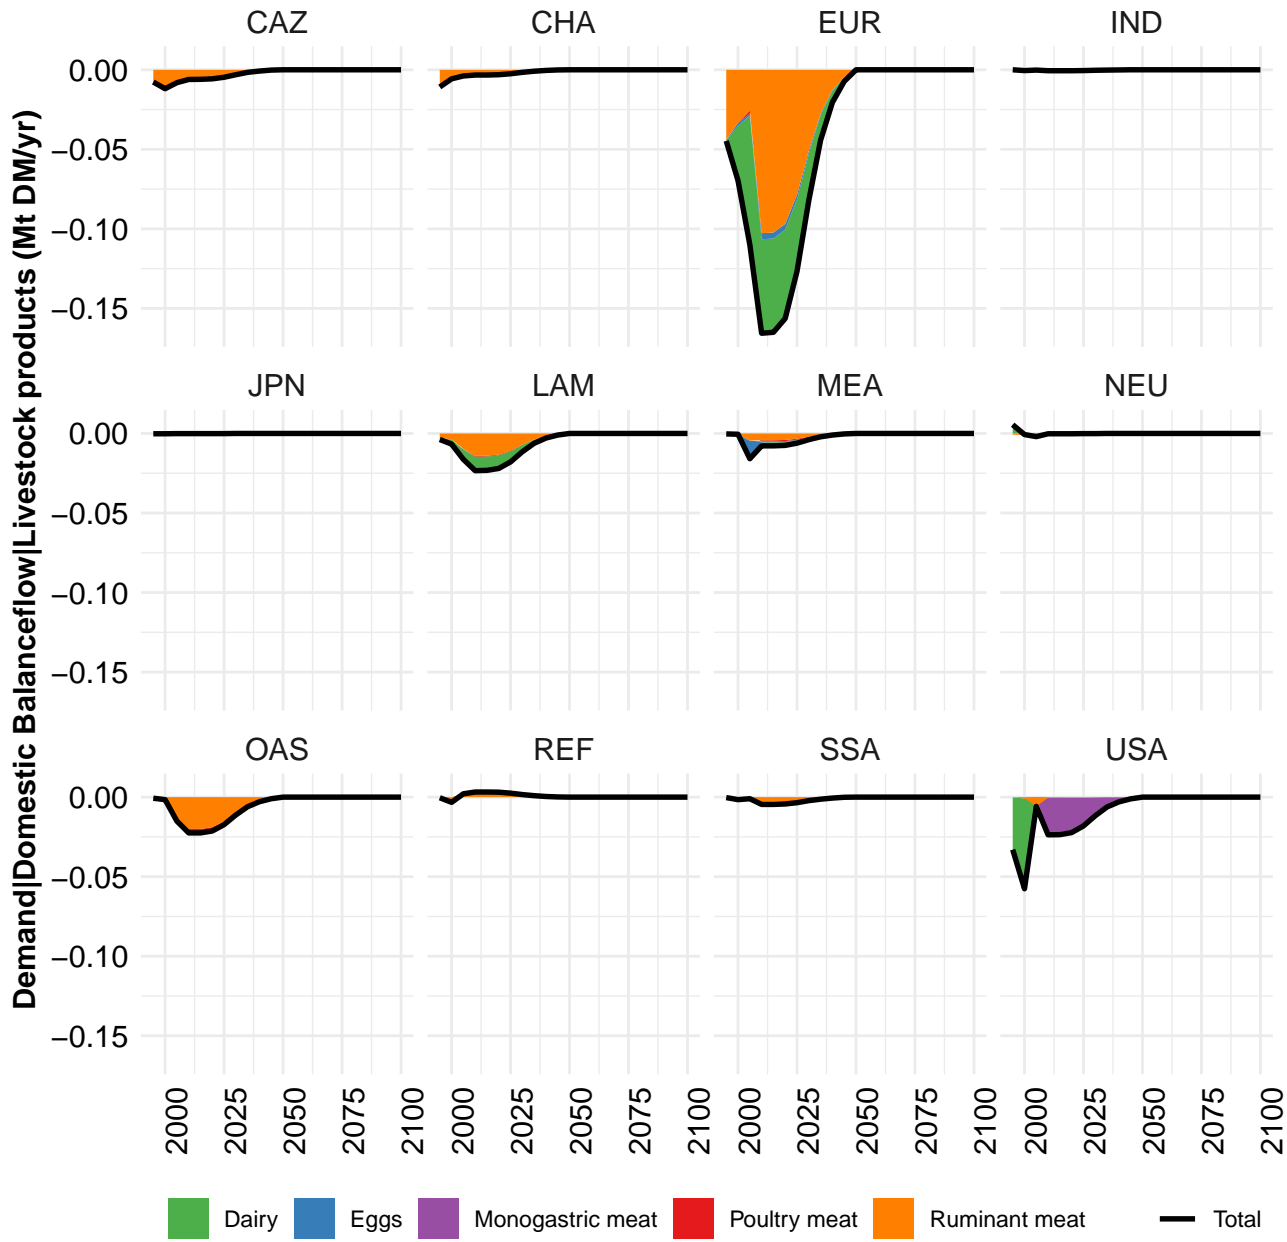 CAZ CHA EUR IND
Demand|Domestic Balanceflow|Livestock products (Mt DM/yr)
0.00
−0.05
−0.10
−0.15
JPN LAM MEA NEU
0.00
−0.05
−0.10
−0.15
OAS REF SSA USA
0.00
−0.05
−0.10
−0.15
2000 2025 2050 2075 2100 2000 2025 2050 2075 2100 2000 2025 2050 2075 2100 2000 2025 2050 2075 2100
Dairy Eggs Monogastric meat Poultry meat Ruminant meat Total